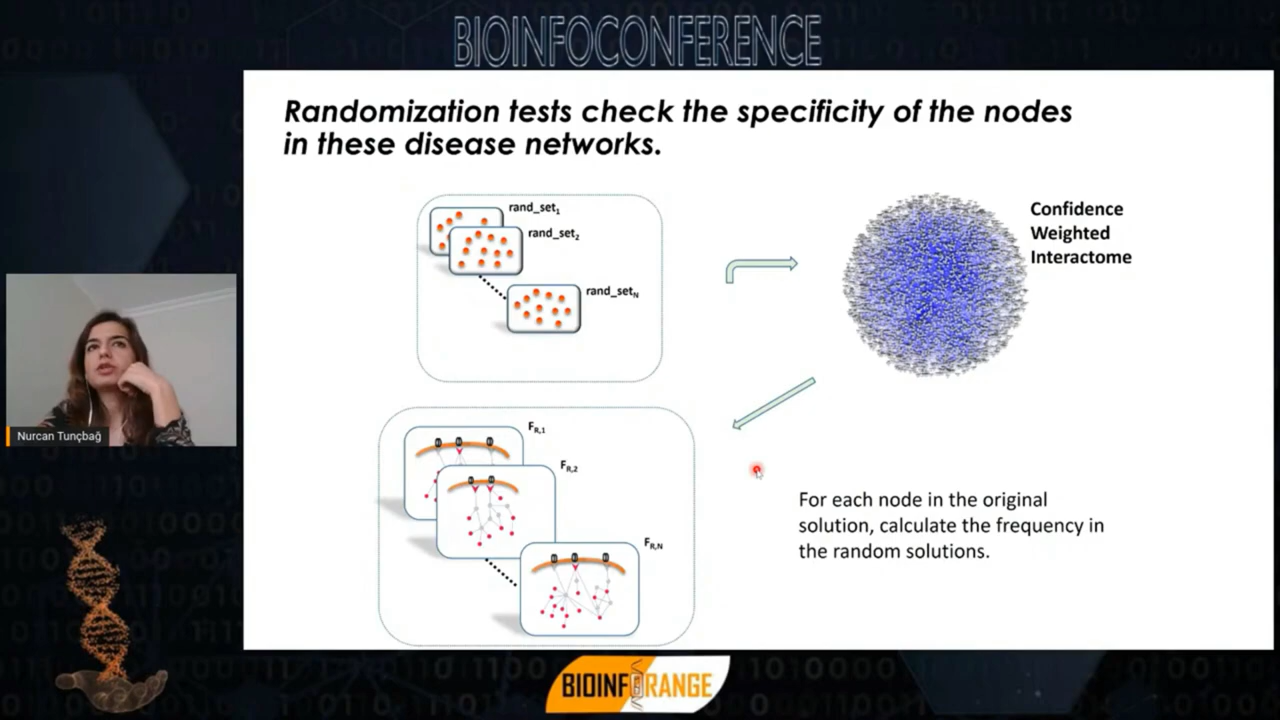 BIOINFOCONFERENCE
Randomization tests check the specificity of the nodes
in these disease networks.
rand_set1
rand_set2
rand_setN
Confidence
Weighted
Interactome
Nurcan Tunçbağ
FR,1
FR,2
FR,N
For each node in the original
solution, calculate the frequency in
the random solutions.
BIOINFORANGE